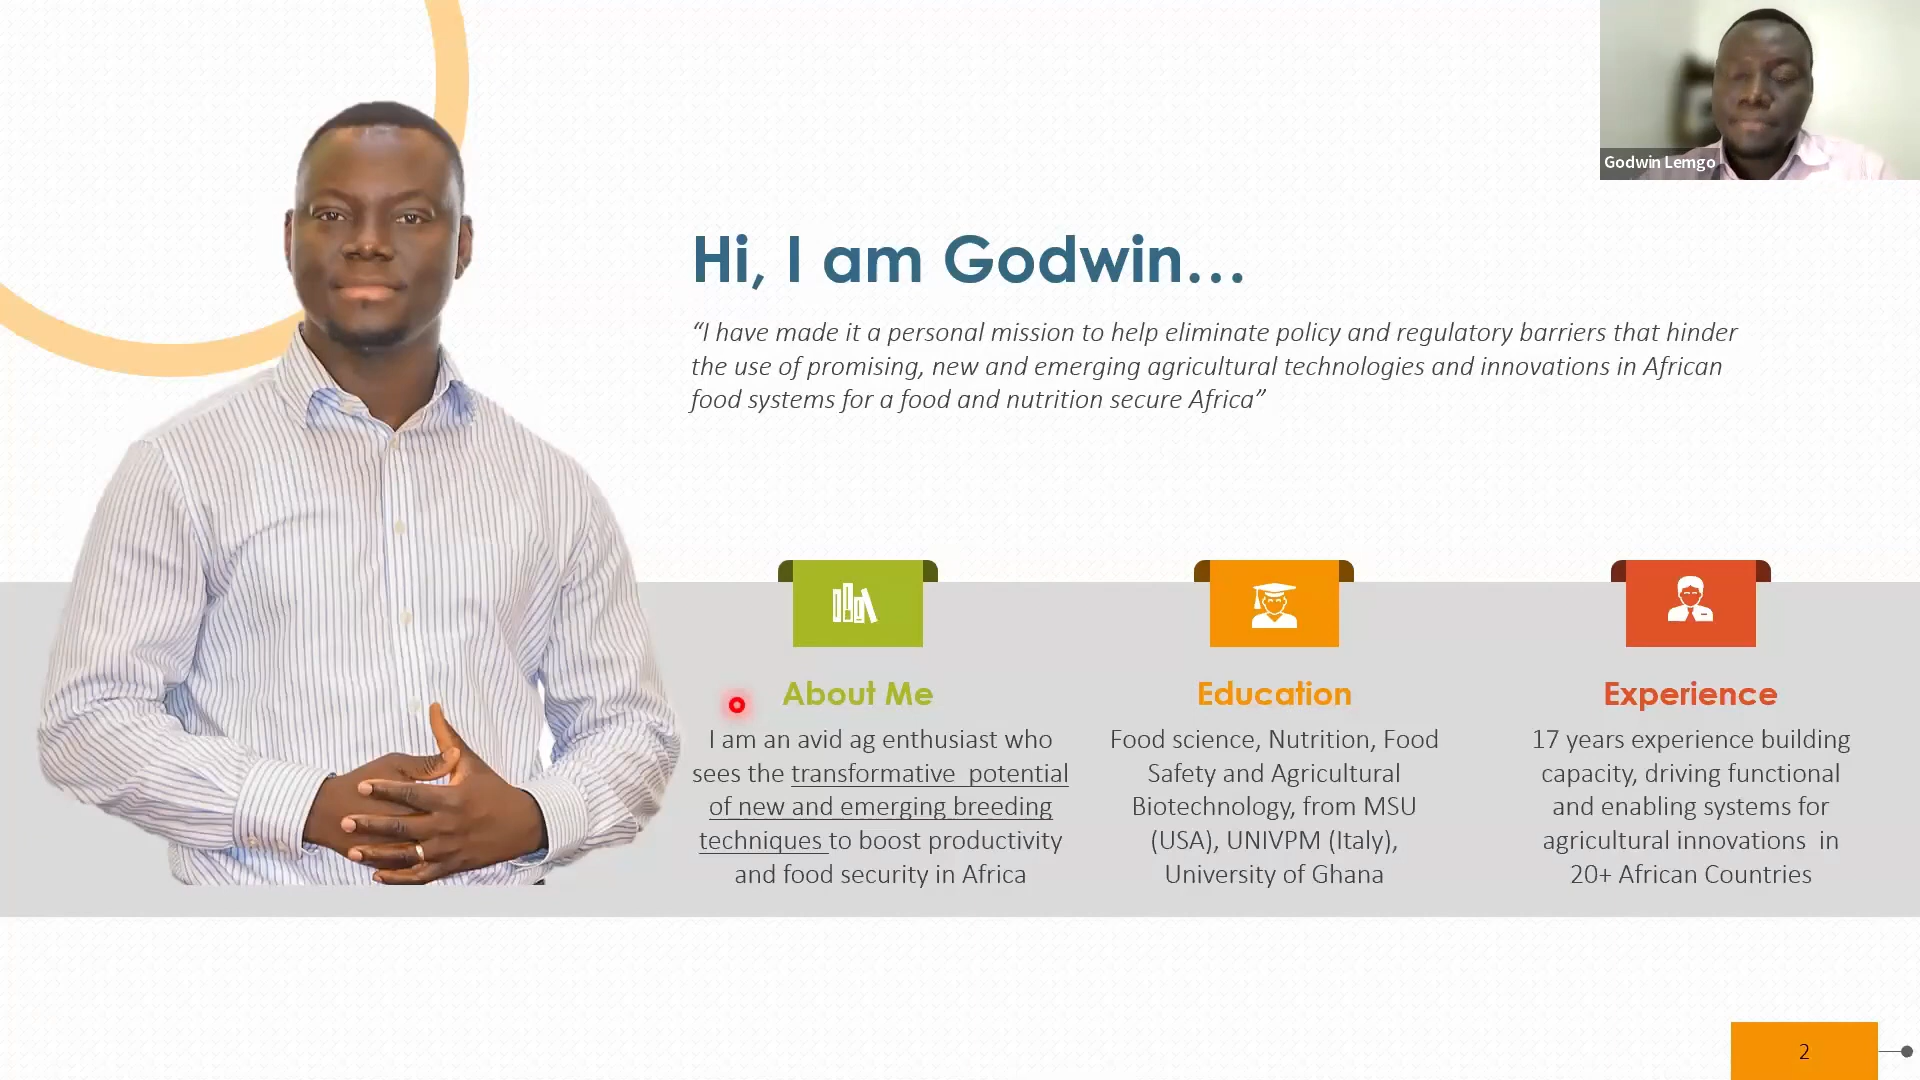 Godwin Lemgo
Hi, I am Godwin...
“I have made it a personal mission to help eliminate policy and regulatory barriers that hinder
the use of promising, new and emerging agricultural technologies and innovations in African
food systems for a food and nutrition secure Africa”
About Me
I am an avid ag enthusiast who
sees the transformative potential
of new and emerging breeding
techniques to boost productivity
and food security in Africa
Education
Food science, Nutrition, Food
Safety and Agricultural
Biotechnology, from MSU
(USA), UNIVPM (Italy),
University of Ghana
Experience
17 years experience building
capacity, driving functional
and enabling systems for
agricultural innovations in
20+ African Countries
2